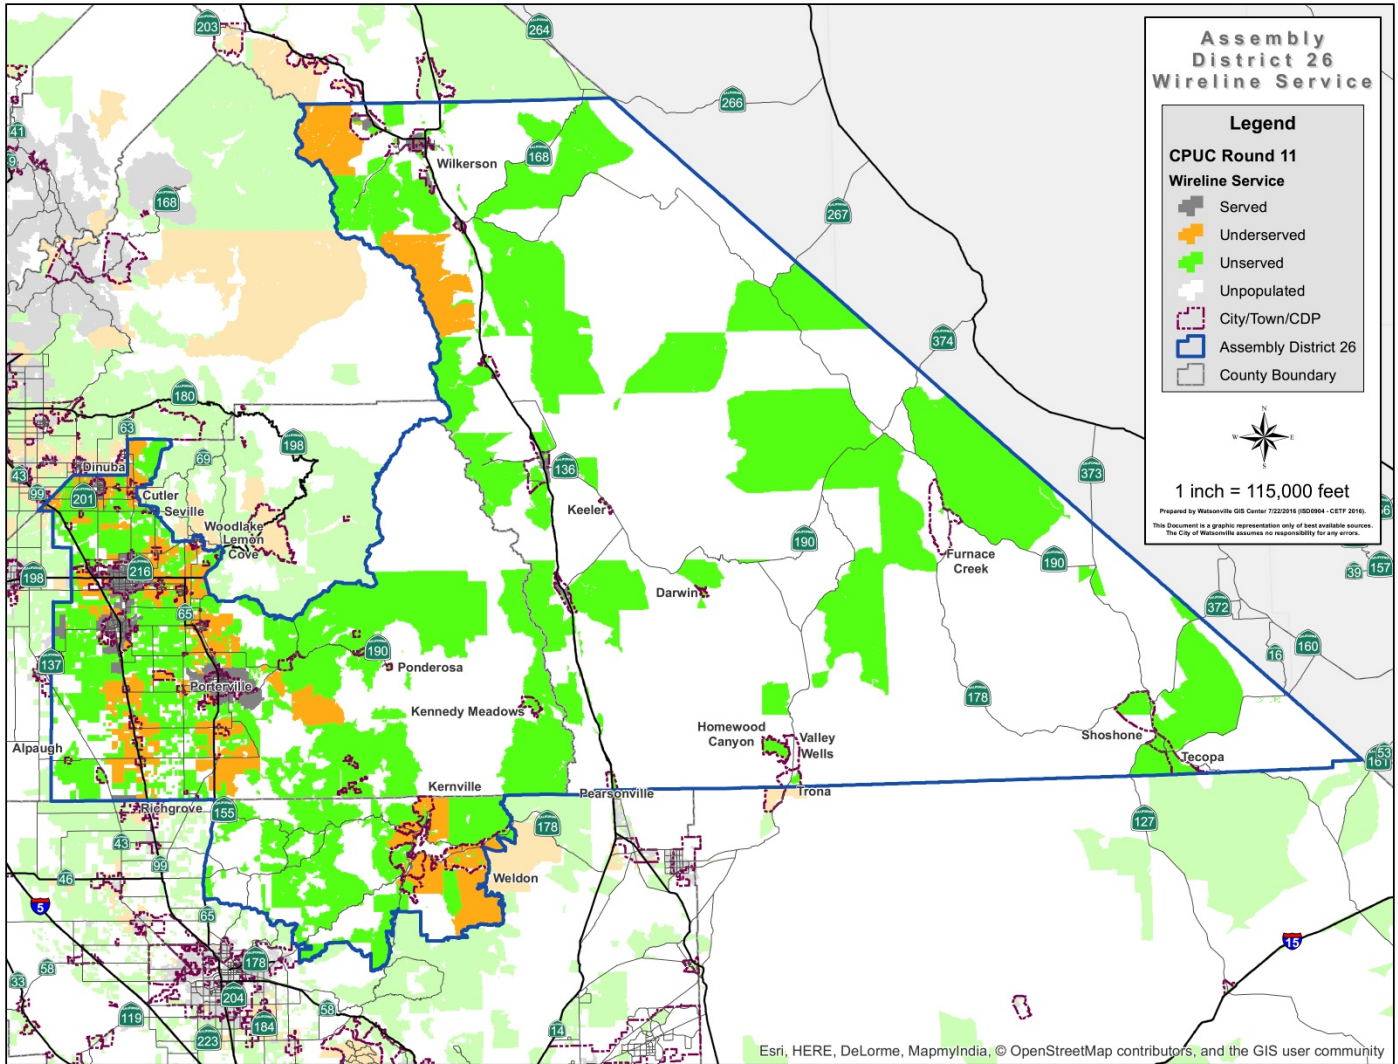 Assembly
District 26
Wireline Service
Legend
CPUC Round 11
Wireline Service
Served
Underserved
Unserved
Unpopulated
City/Town/CDP
Assembly District 26
County Boundary
N
W E
S
1 inch = 115,000 feet
Prepared by Watsonville GIS Center 7/22/2016 (ISD0904 - CETF 2016).
This Document is a graphic representation only of best available sources.
The City of Watsonville assumes no responsibility for any errors.
203
264
266
41
9
168
168
Wilkerson
267
374
180
63
198
69
43
99
Dinuba
201
Cutler
Seville
Woodlake
Lemon
Cove
136
Keeler
373
190
Furnace
Creek
190
198
216
65
Darwin
372
39
157
16
160
137
190
Ponderosa
Porterville
Kennedy Meadows
178
Homewood
Canyon
Valley
Wells
Shoshone
Tecopa
53
161
Alpaugh
Kernville
Pearsonville
Trona
Richgrove
155
178
127
43
99
46
Weldon
5
65
15
58
178
33
204
119
184
58
223
14
Esri, HERE, DeLorme, MapmyIndia, © OpenStreetMap contributors, and the GIS user community